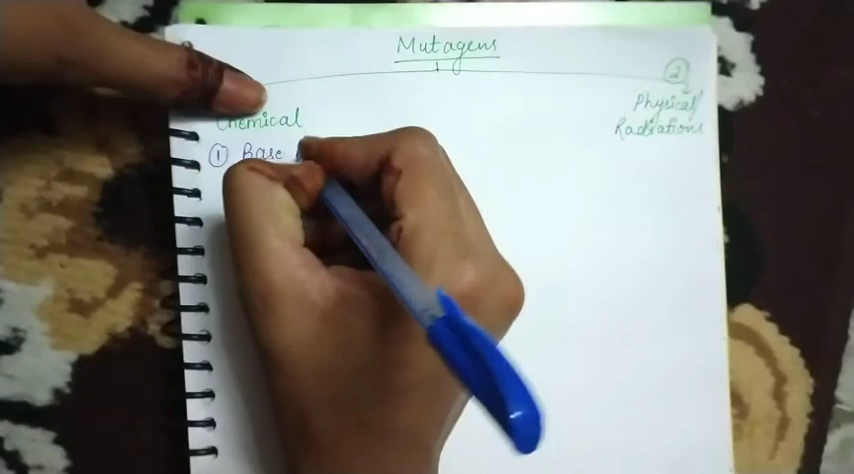 Mutagens
②
Chemical
Physical/
Radiations
① Base